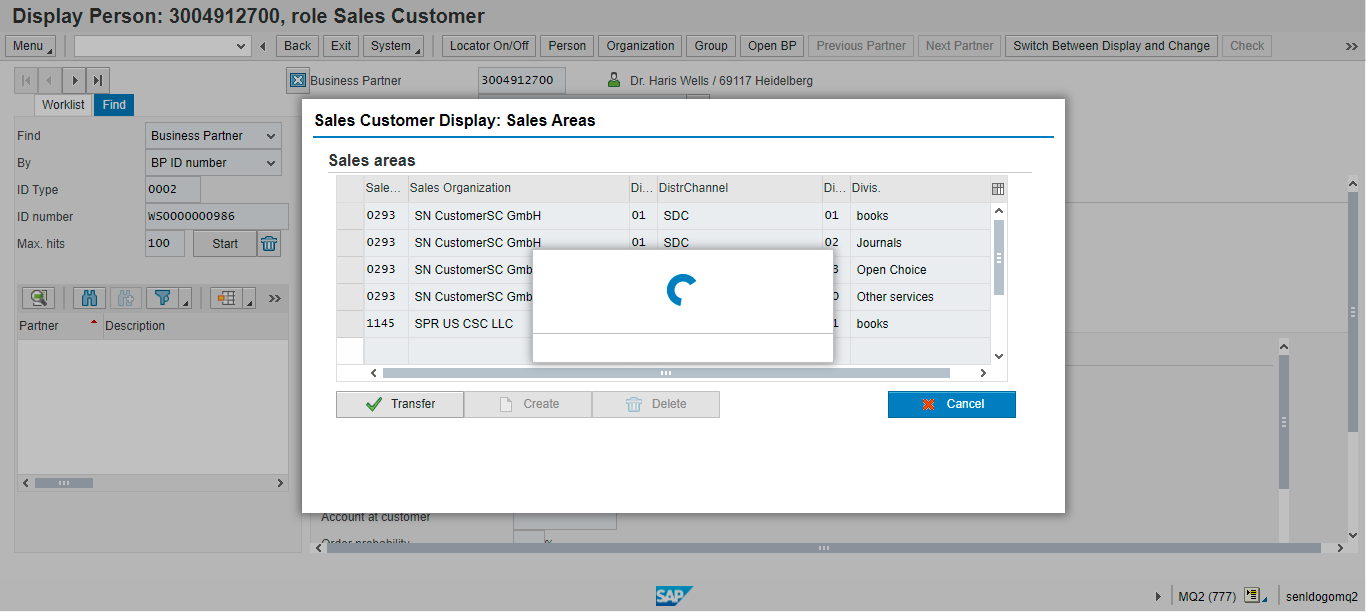 Display Person: 3004912700, role Sales Customer
Menu Back Exit System Locator On/Off Person Organization Group Open BP Previous Partner Next Partner Switch Between Display and Change Check
Business Partner 3004912700 Dr. Haris Wells / 69117 Heidelberg
Worklist Find
Find Business Partner
By BP ID number
ID Type 0002
ID number WS0000000986
Max. hits 100 Start
Partner Description
Sales Customer Display: Sales Areas
Sales areas
Sale... Sales Organization Di... DistrChannel Di... Divis.
0293 SN CustomerSC GmbH 01 SDC 01 books
0293 SN CustomerSC GmbH 01 SDC 02 Journals
0293 SN CustomerSC Gmb 3 Open Choice
0293 SN CustomerSC Gmb 0 Other services
1145 SPR US CSC LLC 1 books
Transfer Create Delete Cancel
Account at customer
Order probability %
SAP MQ2 (777) senldogomq2